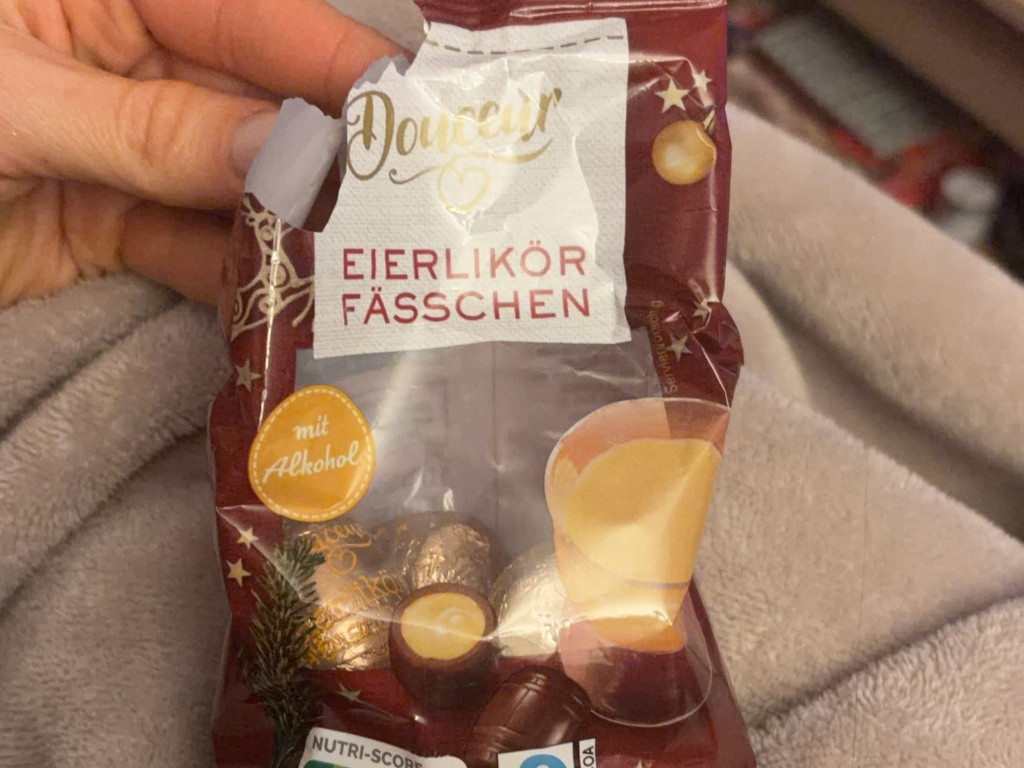 Douceur
EIERLIKÖR
FÄSSCHEN
mit
Alkohol
NUTRI-SCORE